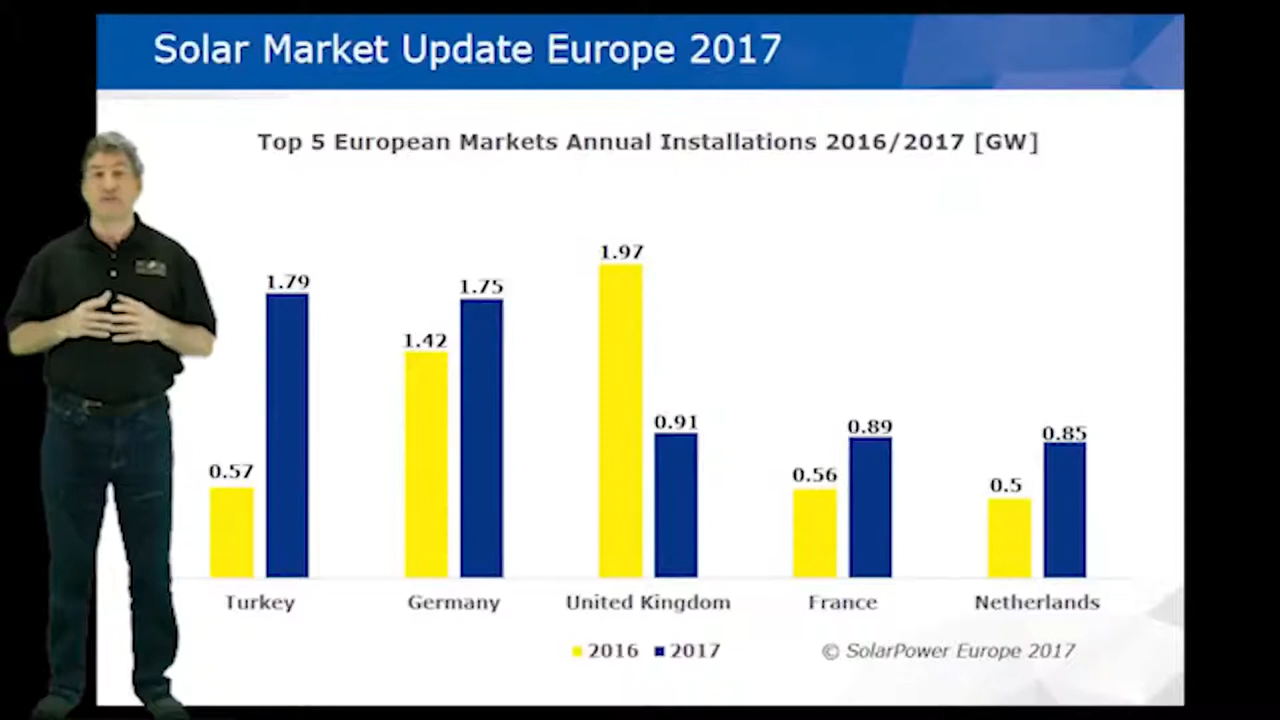 Solar Market Update Europe 2017
Top 5 European Markets Annual Installations 2016/2017 [GW]
0.57
1.79
1.42
1.75
1.97
0.91
0.56
0.89
0.5
0.85
Turkey
Germany
United Kingdom
France
Netherlands
2016
2017
© SolarPower Europe 2017